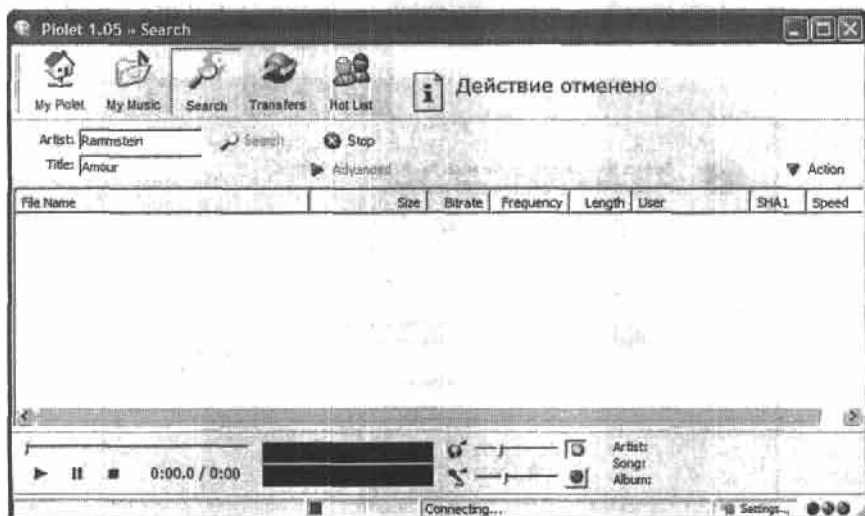 Piolet 1.05 » Search
My Piolet My Music Search Transfers Hot List
Действие отменено
Artist: Rammstein Search Stop
Title: Amour Advanced Action
File Name Size Bitrate Frequency Length User SHA1 Speed
0:00.0 / 0:00
Artist:
Song:
Album:
Connecting... Settings...